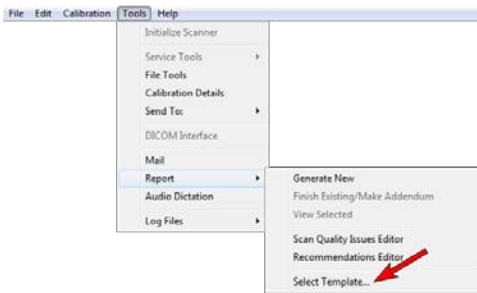 File Edit Calibration Tools Help
Initialize Scanner
Service Tools
File Tools
Calibration Details
Send To:
DICOM Interface
Mail
Report
Generate New
Audio Dictation
Finish Existing/Make Addendum
View Selected
Log Files
Scan Quality Issues Editor
Recommendations Editor
Select Template...